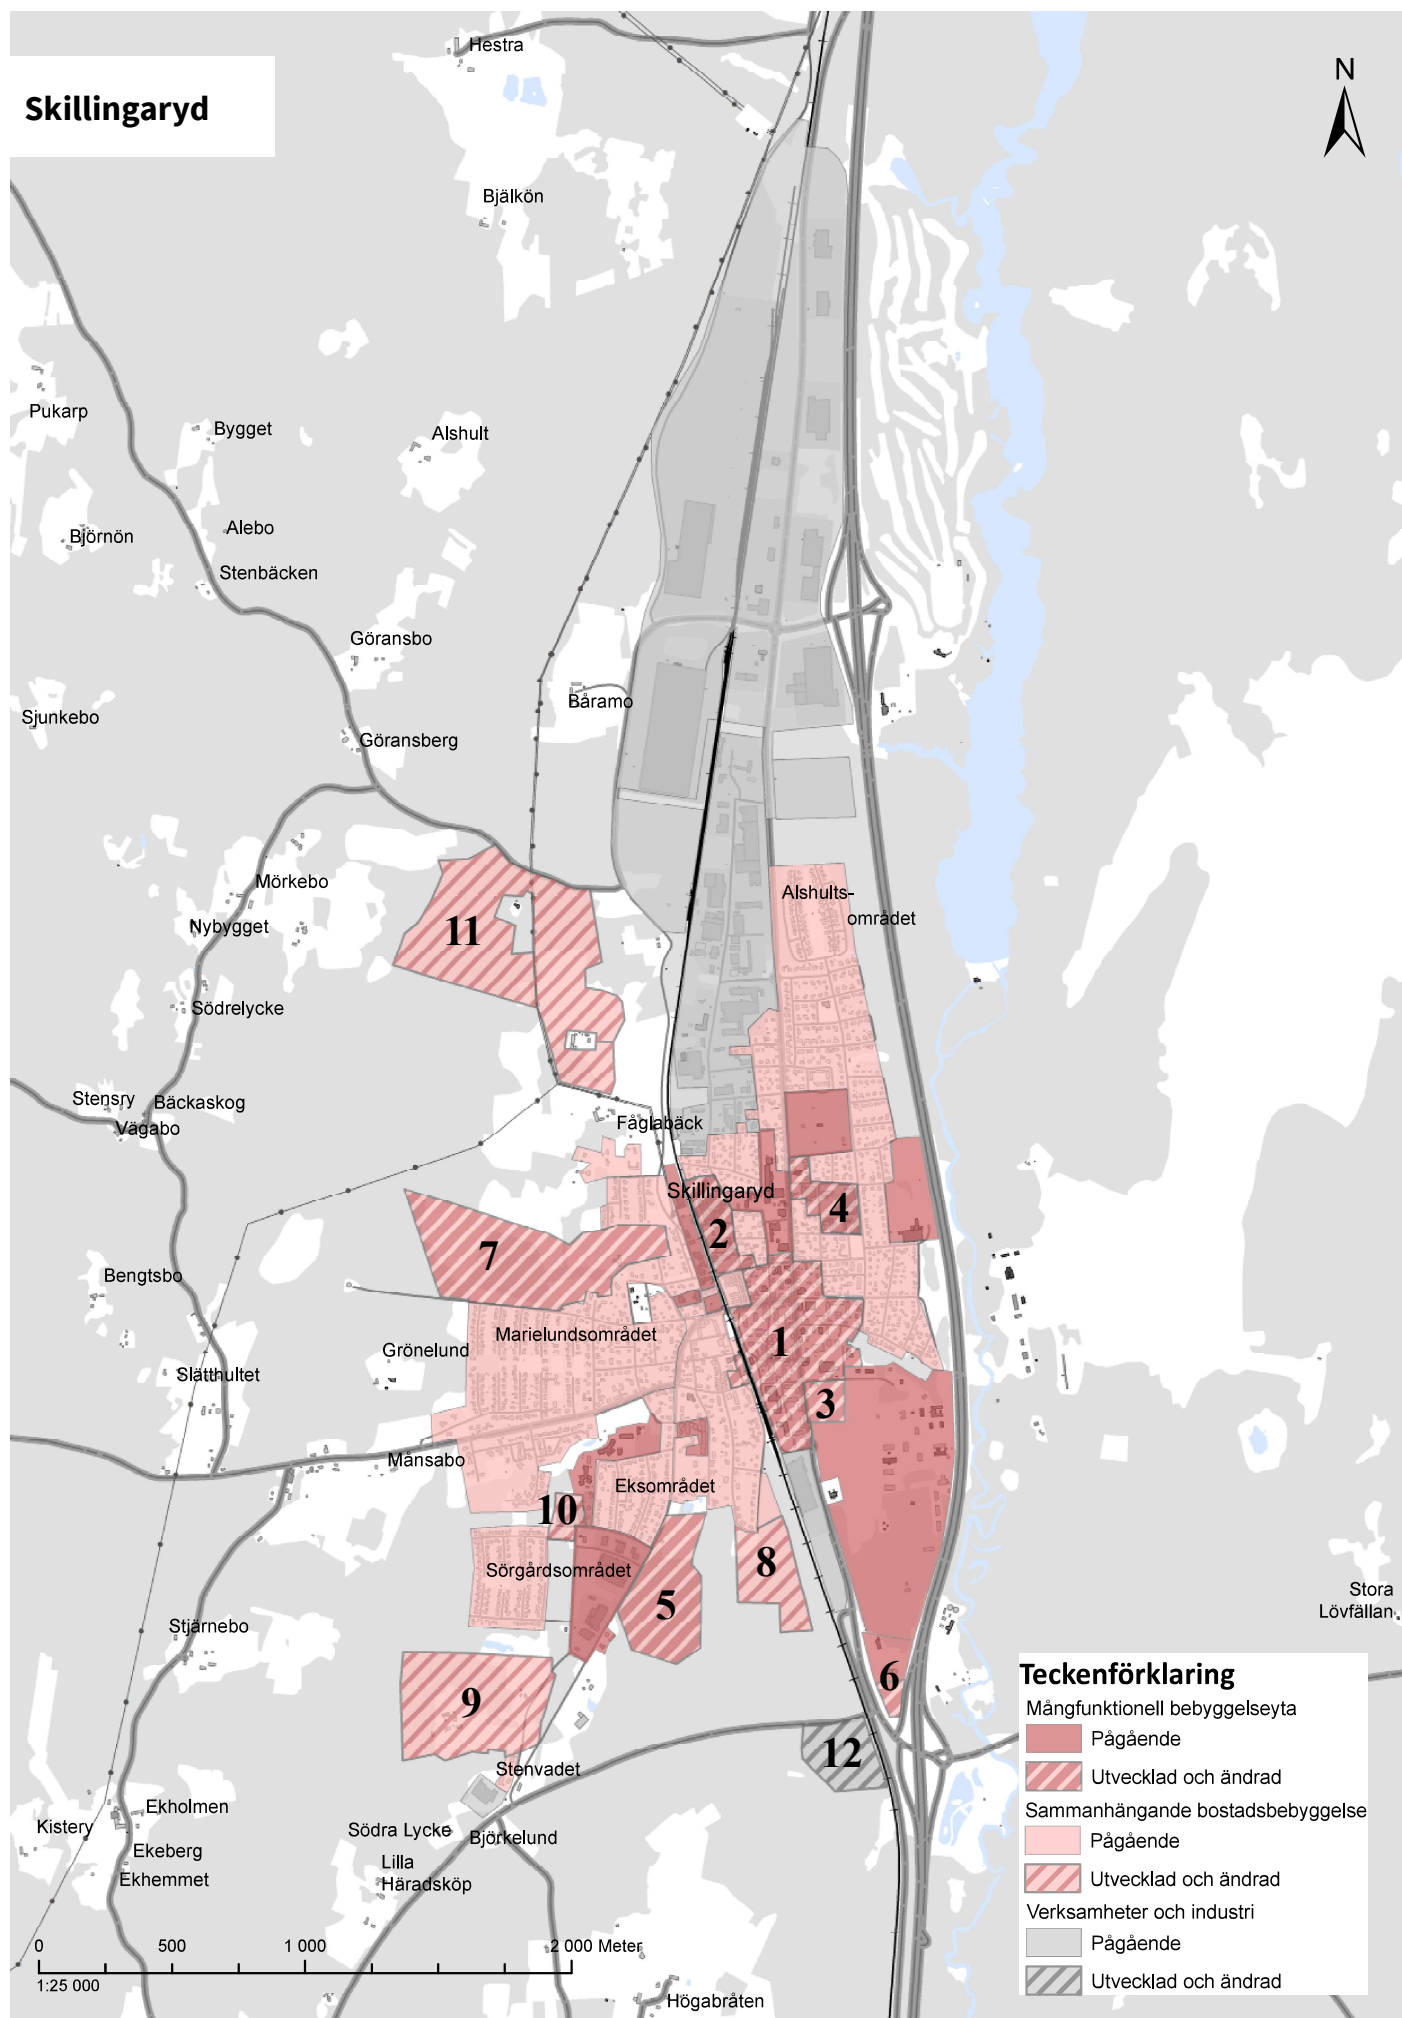 Hestra
N
Skillingaryd
Bjälkön
Pukarp
Bygget
Alshult
Björnön
Alebo
Stenbäcken
Göransbo
Båramo
Sjunkebo
Göransberg
Mörkebo
Alshults-
området
Nybygget
11
Södrelycke
Stensry
Bäckaskog
Vägabo
Fåglabäck
Skillingaryd
4
2
7
Bengtsbo
Marielundsområdet
1
Grönelund
Slätthultet
3
Månsabo
Eksområdet
10
8
Sörgårdsområdet
5
Stora
Lövfällan
Stjärnebo
6
9
12
Stenvadet
Ekholmen
Kistery
Södra Lycke
Björkelund
Ekeberg
Lilla
Häradsköp
Ekhemmet
Högabråten
Teckenförklaring
Mångfunktionell bebyggelseyta
Pågående
Utvecklad och ändrad
Sammanhängande bostadsbebyggelse
Pågående
Utvecklad och ändrad
Verksamheter och industri
Pågående
Utvecklad och ändrad
0 500 1 000 2 000 Meter
1:25 000